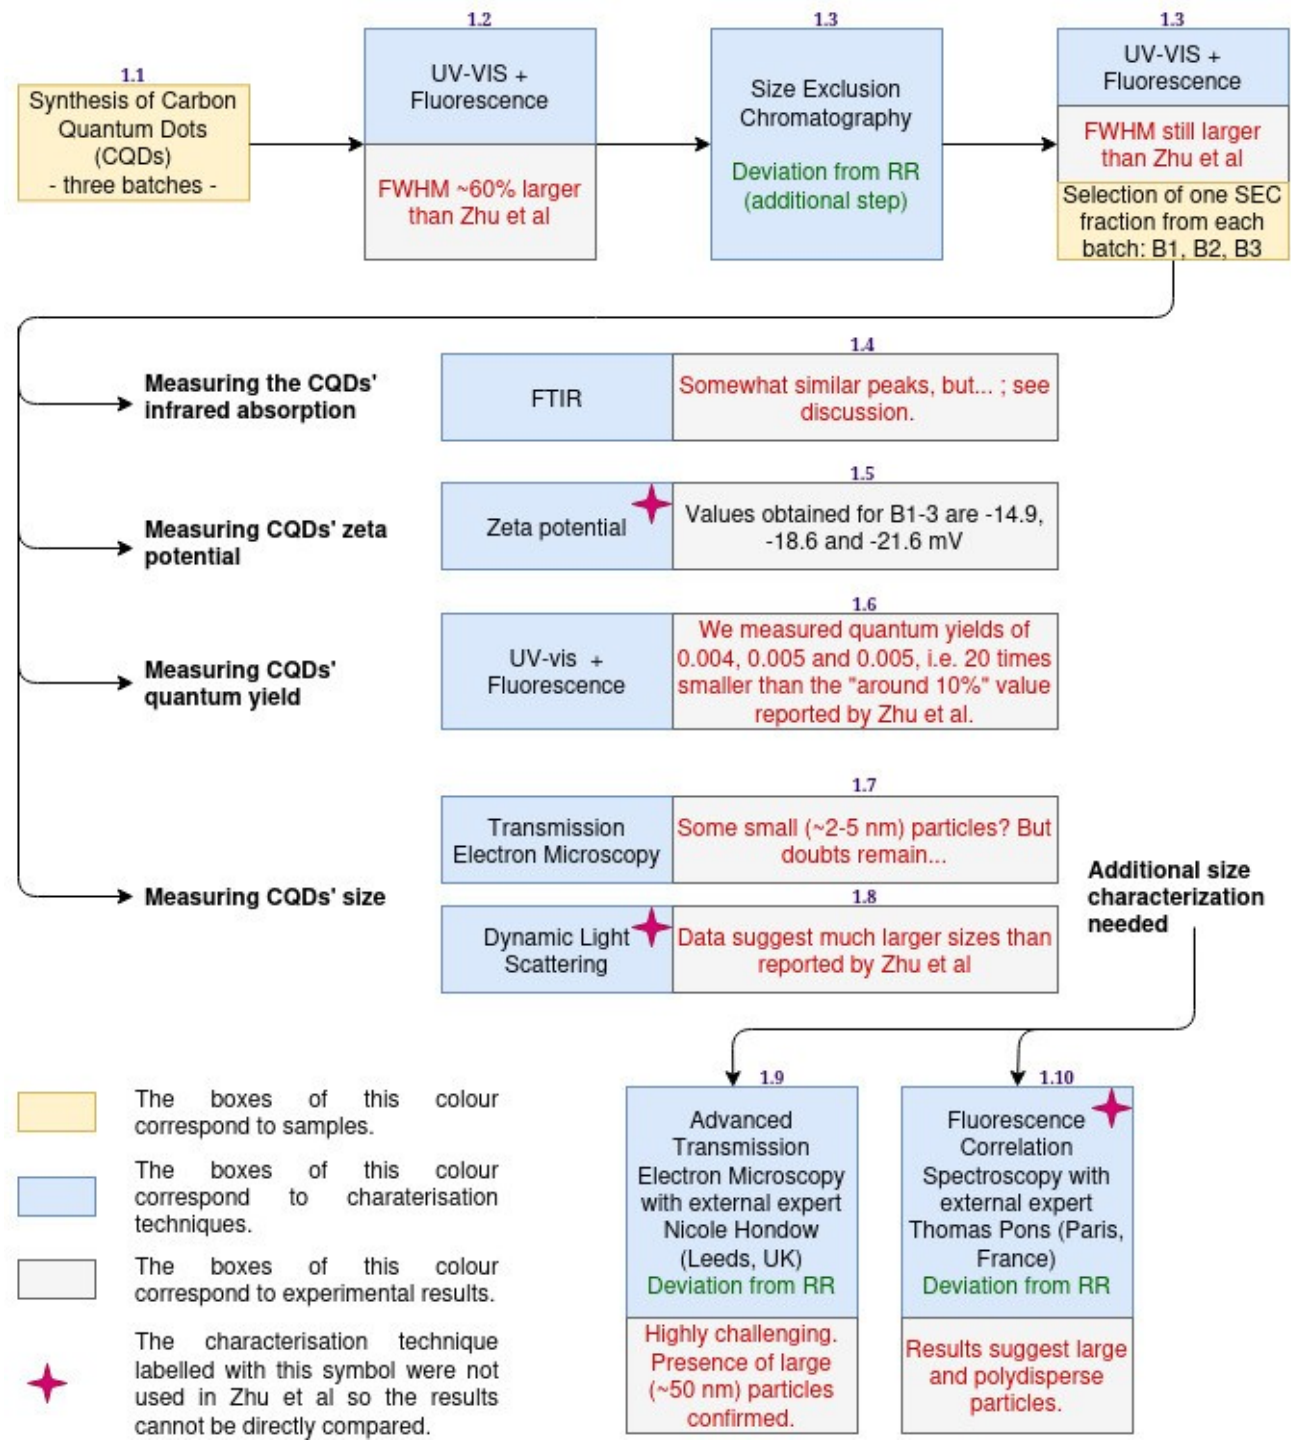 1.1
Synthesis of Carbon
Quantum Dots
(CQDs)
- three batches -
1.2
UV-VIS +
Fluorescence
FWHM ~60% larger
than Zhu et al
1.3
Size Exclusion
Chromatography
Deviation from RR
(additional step)
1.3
UV-VIS +
Fluorescence
FWHM still larger
than Zhu et al
Selection of one SEC
fraction from each
batch: B1, B2, B3
Measuring the CQDs'
infrared absorption
FTIR
1.4
Somewhat similar peaks, but... ; see
discussion.
Measuring CQDs' zeta
potential
Zeta potential
1.5
Values obtained for B1-3 are -14.9,
-18.6 and -21.6 mV
Measuring CQDs'
quantum yield
UV-vis +
Fluorescence
1.6
We measured quantum yields of
0.004, 0.005 and 0.005, i.e. 20 times
smaller than the "around 10%" value
reported by Zhu et al.
Measuring CQDs' size
Transmission
Electron Microscopy
1.7
Some small (~2-5 nm) particles? But
doubts remain...
Dynamic Light
Scattering
1.8
Data suggest much larger sizes than
reported by Zhu et al
Additional size
characterization
needed
1.9
Advanced
Transmission
Electron Microscopy
with external expert
Nicole Hondow
(Leeds, UK)
Deviation from RR
Highly challenging.
Presence of large
(~50 nm) particles
confirmed.
1.10
Fluorescence
Correlation
Spectroscopy with
external expert
Thomas Pons (Paris,
France)
Deviation from RR
Results suggest large
and polydisperse
particles.
The boxes of this colour
correspond to samples.
The boxes of this colour
correspond to charaterisation
techniques.
The boxes of this colour
correspond to experimental results.
The characterisation technique
labelled with this symbol were not
used in Zhu et al so the results
cannot be directly compared.